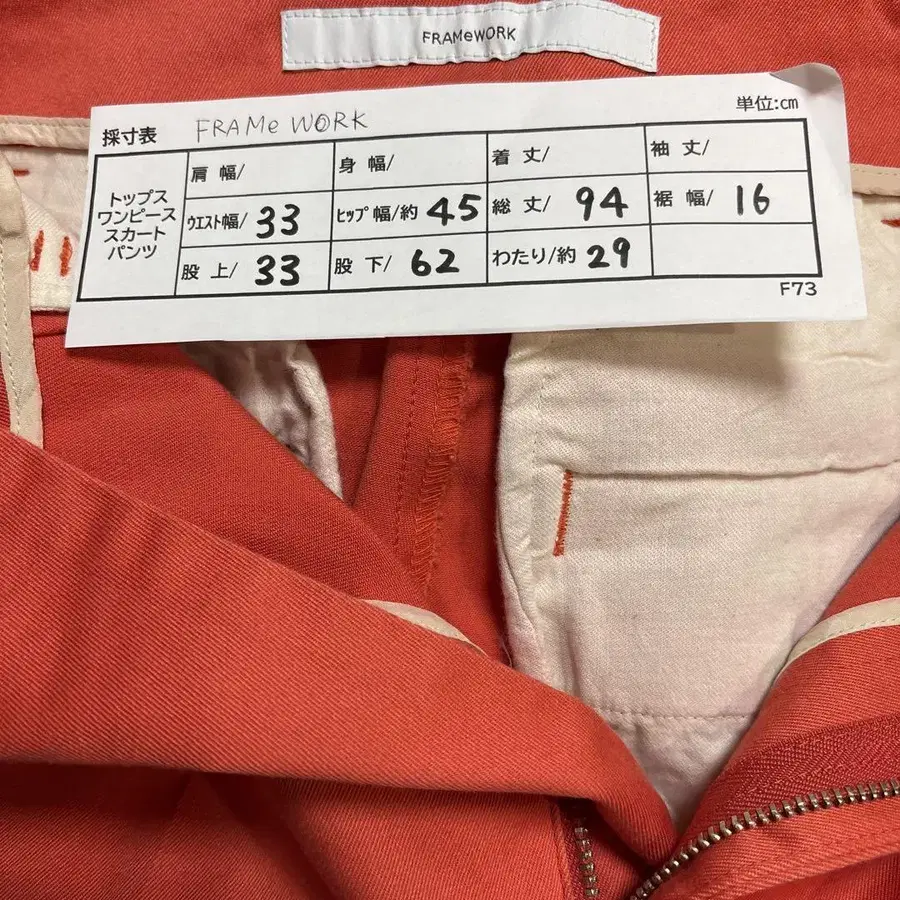 FRAMeWORK
採寸表 FRAMe WORK 単位:cm
トップス
ワンピース
スカート
パンツ
肩 幅/ 身 幅/ 着 丈/ 袖 丈/
ウエスト幅/ 33 ヒップ幅/約 45 総 丈/ 94 裾 幅/ 16
股 上/ 33 股 下/ 62 わたり/約 29
F73